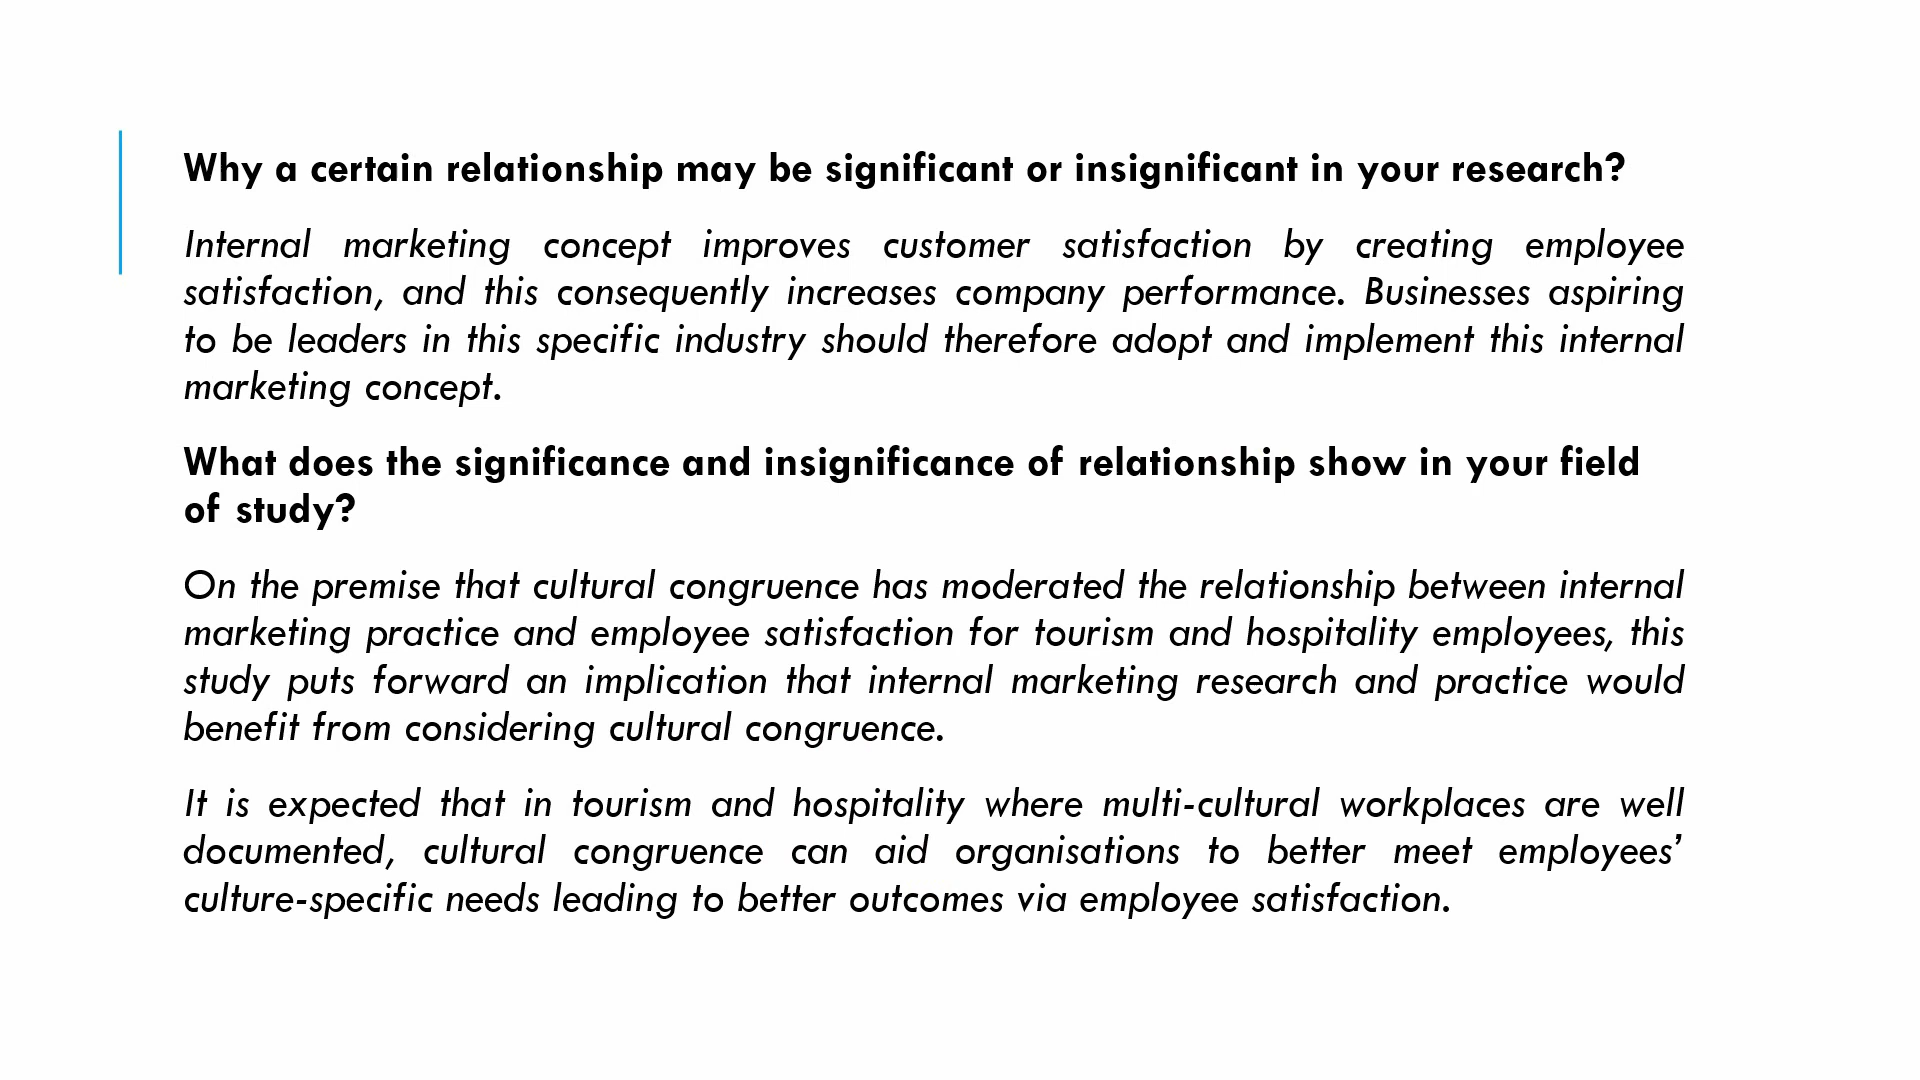 Why a certain relationship may be significant or insignificant in your research?
Internal marketing concept improves customer satisfaction by creating employee
satisfaction, and this consequently increases company performance. Businesses aspiring
to be leaders in this specific industry should therefore adopt and implement this internal
marketing concept.
What does the significance and insignificance of relationship show in your field
of study?
On the premise that cultural congruence has moderated the relationship between internal
marketing practice and employee satisfaction for tourism and hospitality employees, this
study puts forward an implication that internal marketing research and practice would
benefit from considering cultural congruence.
It is expected that in tourism and hospitality where multi-cultural workplaces are well
documented, cultural congruence can aid organisations to better meet employees’
culture-specific needs leading to better outcomes via employee satisfaction.